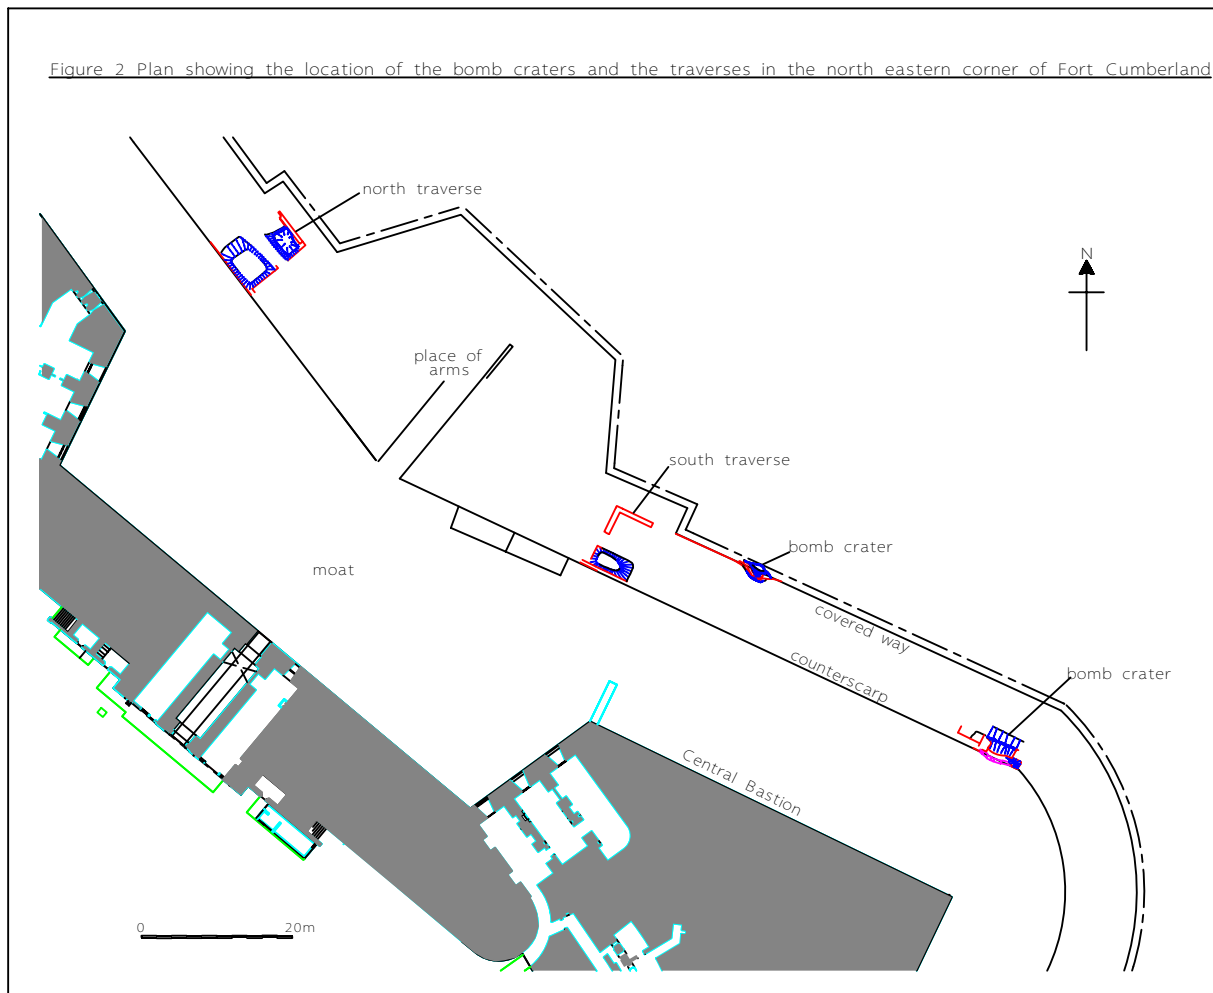 Figure 2 Plan showing the location of the bomb craters and the traverses in the north eastern corner of Fort Cumberland
north traverse
N
place of
arms
south traverse
bomb crater
moat
covered way
counterscarp
bomb crater
Central Bastion
0 20m